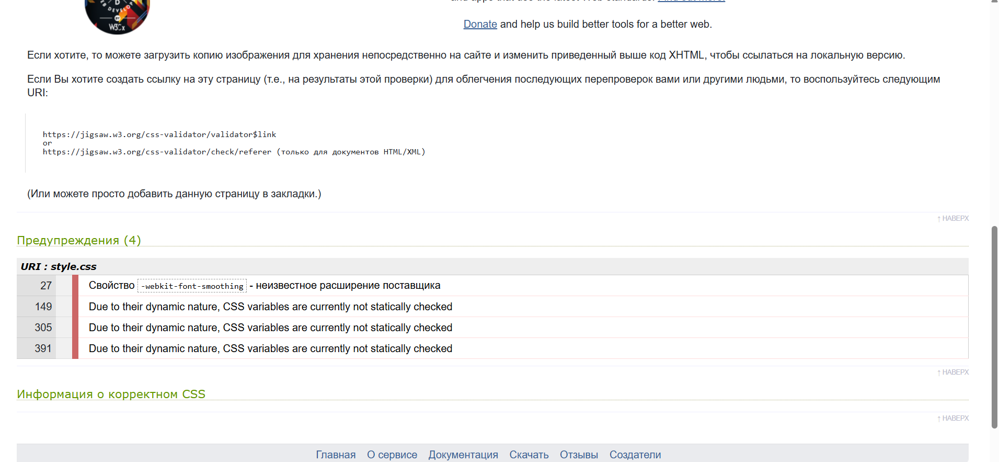 D
WEB DEVELOP
BY
W3Cx
Donate and help us build better tools for a better web.
Если хотите, то можете загрузить копию изображения для хранения непосредственно на сайте и изменить приведенный выше код XHTML, чтобы ссылаться на локальную версию.
Если Вы хотите создать ссылку на эту страницу (т.е., на результаты этой проверки) для облегчения последующих перепроверок вами или другими людьми, то воспользуйтесь следующим
URI:
https://jigsaw.w3.org/css-validator/validator$link
or
https://jigsaw.w3.org/css-validator/check/referer (только для документов HTML/XML)
(Или можете просто добавить данную страницу в закладки.)
↑ НАВЕРХ
Предупреждения (4)
URI : style.css
27 Свойство -webkit-font-smoothing - неизвестное расширение поставщика
149 Due to their dynamic nature, CSS variables are currently not statically checked
305 Due to their dynamic nature, CSS variables are currently not statically checked
391 Due to their dynamic nature, CSS variables are currently not statically checked
↑ НАВЕРХ
Информация о корректном CSS
↑ НАВЕРХ
Главная О сервисе Документация Скачать Отзывы Создатели